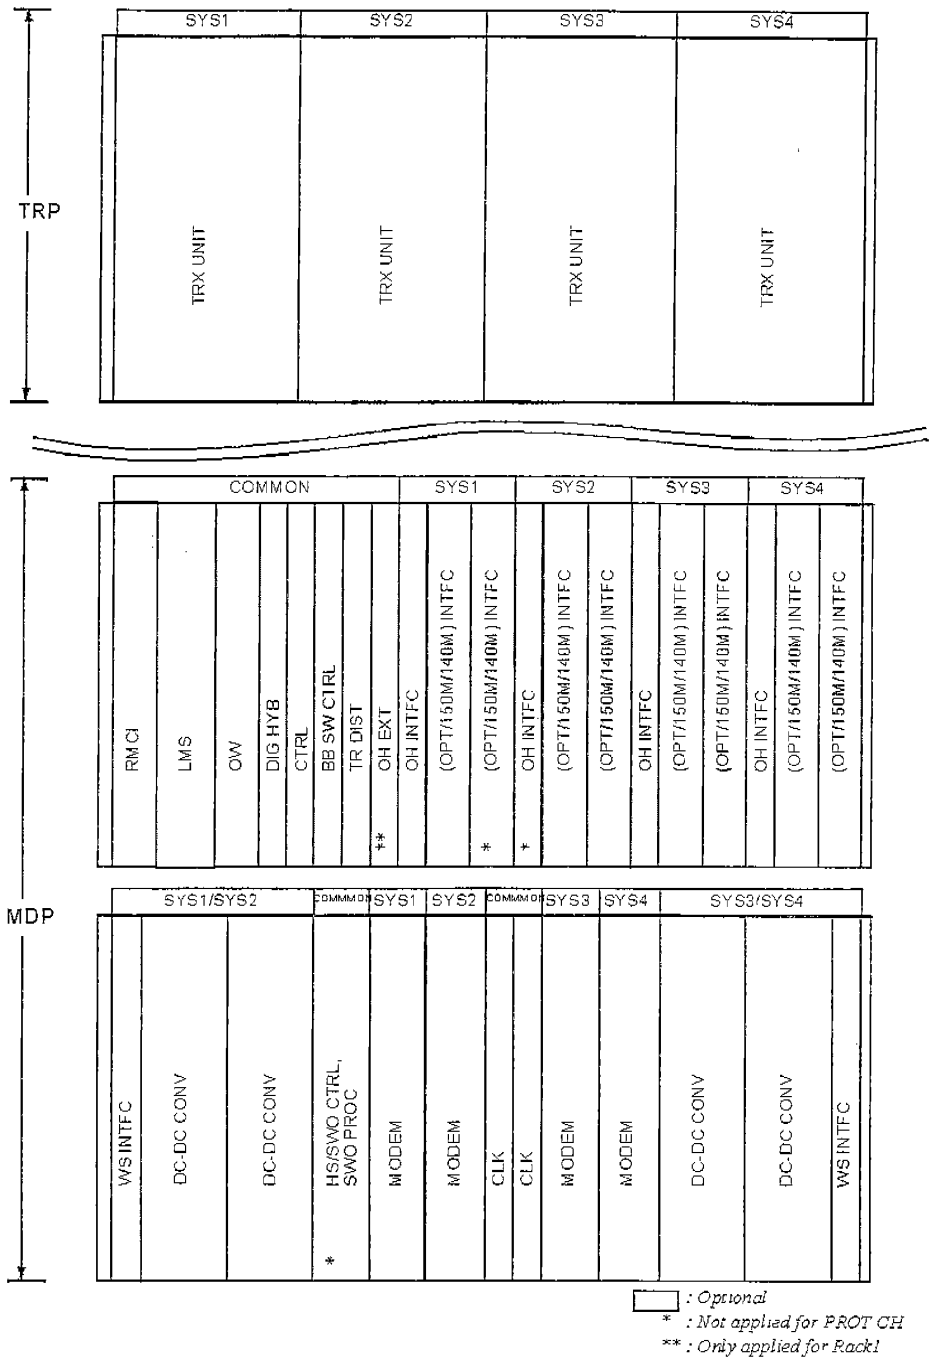 SYS1 SYS2 SYS3 SYS4
TRP
TRX UNIT
TRX UNIT
TRX UNIT
TRX UNIT
COMMON SYS1 SYS2 SYS3 SYS4
RM CI
LMS
OW
DIG HYB
CTRL
BB SW CTRL
TR DIST
** OH EXT
OH INTFC
(OPT/150M/140M) INTFC
* (OPT/150M/140M) INTFC
* OH INTFC
(OPT/150M/140M) INTFC
(OPT/150M/140M) INTFC
OH INTFC
(OPT/150M/140M) INTFC
(OPT/150M/140M) INTFC
OH INTFC
(OPT/150M/140M) INTFC
(OPT/150M/140M) INTFC
MDP
SYS1/SYS2 COMMMON SYS1 SYS2 COMMMON SYS3 SYS4 SYS3/SYS4
WS INTFC
DC-DC CONV
DC-DC CONV
* HS/SWO CTRL,
SWO PROC
MODEM
MODEM
CLK
CLK
MODEM
MODEM
DC-DC CONV
DC-DC CONV
WS INTFC
: Optional
* : Not applied for PROT CH
** : Only applied for Rack1